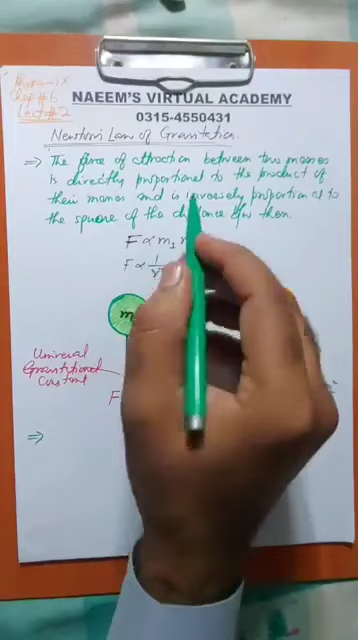 Physics IX
Chap # 6
Lect # 2
NAEEM'S VIRTUAL ACADEMY
0315-4550431
Newton's Law of Gravitation.
⇒ The force of attraction between two masses
is directly proportional to the product of
their masses and is inversely proportional to
the square of the distance b/w them.
F ∝ m₁
F ∝ 1/
m
Univeral
Gravitational
Constant
F
⇒